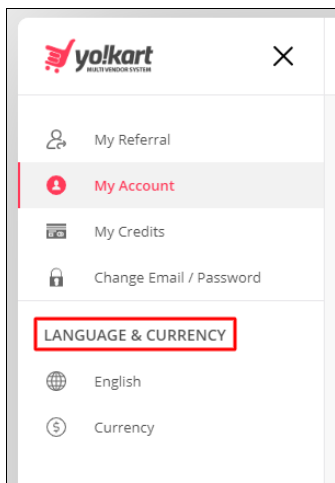 yo!kart
MULTI VENDOR SYSTEM
My Referral
My Account
My Credits
Change Email / Password
LANGUAGE & CURRENCY
English
Currency